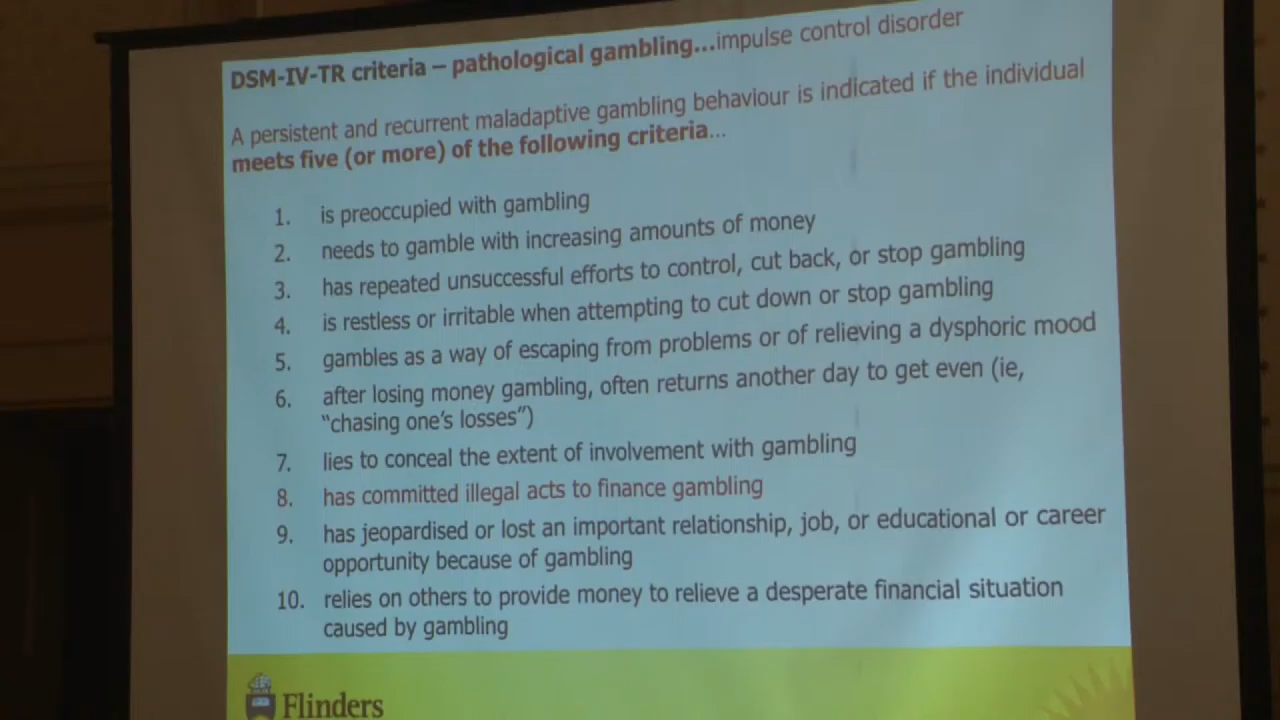 DSM-IV-TR criteria – pathological gambling...impulse control disorder
A persistent and recurrent maladaptive gambling behaviour is indicated if the individual
meets five (or more) of the following criteria...
1. is preoccupied with gambling
2. needs to gamble with increasing amounts of money
3. has repeated unsuccessful efforts to control, cut back, or stop gambling
4. is restless or irritable when attempting to cut down or stop gambling
5. gambles as a way of escaping from problems or of relieving a dysphoric mood
6. after losing money gambling, often returns another day to get even (ie,
“chasing one’s losses”)
7. lies to conceal the extent of involvement with gambling
8. has committed illegal acts to finance gambling
9. has jeopardised or lost an important relationship, job, or educational or career
opportunity because of gambling
10. relies on others to provide money to relieve a desperate financial situation
caused by gambling
Flinders